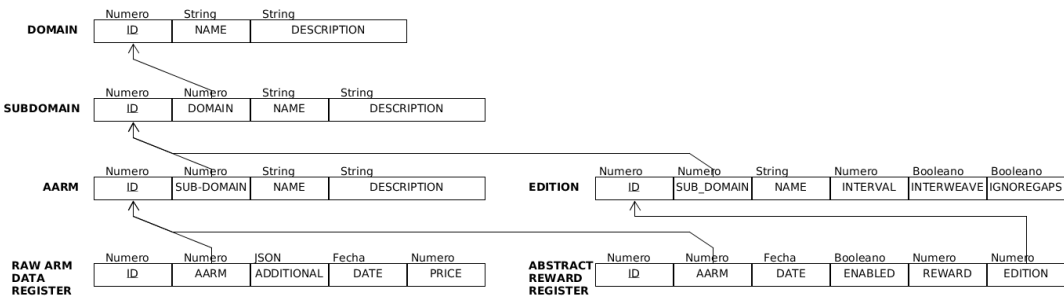 Numero String String
DOMAIN ID NAME DESCRIPTION
Numero Numero String String
SUBDOMAIN ID DOMAIN NAME DESCRIPTION
Numero Numero String String
AARM ID SUB-DOMAIN NAME DESCRIPTION
Numero Numero String Numero Booleano Booleano
EDITION ID SUB_DOMAIN NAME INTERVAL INTERWEAVE IGNOREGAPS
Numero Numero JSON Fecha Numero
RAW ARM
DATA
REGISTER
ID AARM ADDITIONAL DATE PRICE
Numero Numero Fecha Booleano Numero Numero
ABSTRACT
REWARD
REGISTER
ID AARM DATE ENABLED REWARD EDITION